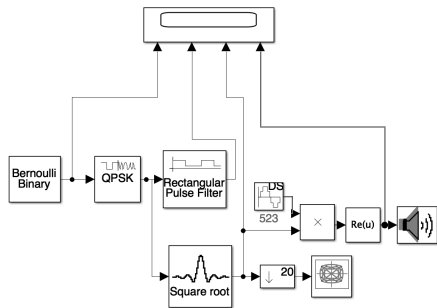 Bernoulli
Binary
QPSK
Rectangular
Pulse Filter
DS
523
×
Re(u)
Square root
↓ 20